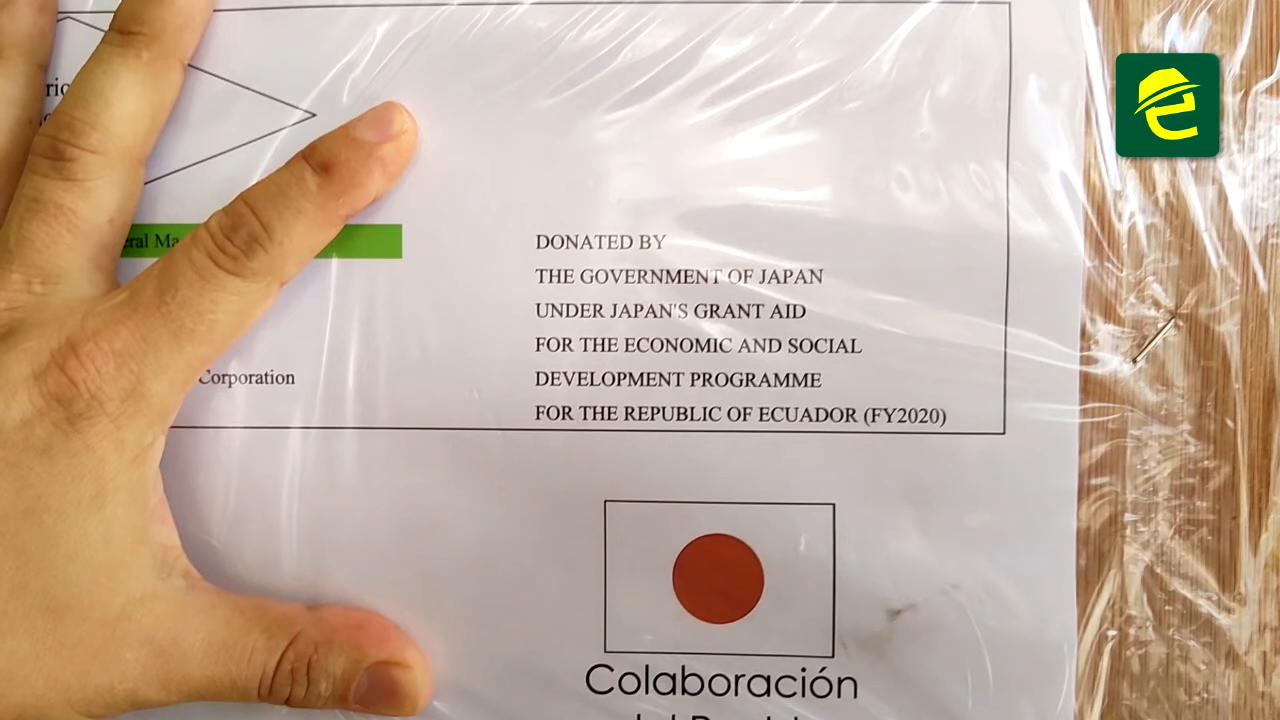 DONATED BY
THE GOVERNMENT OF JAPAN
UNDER JAPAN'S GRANT AID
FOR THE ECONOMIC AND SOCIAL
Corporation
DEVELOPMENT PROGRAMME
FOR THE REPUBLIC OF ECUADOR (FY2020)
Colaboración